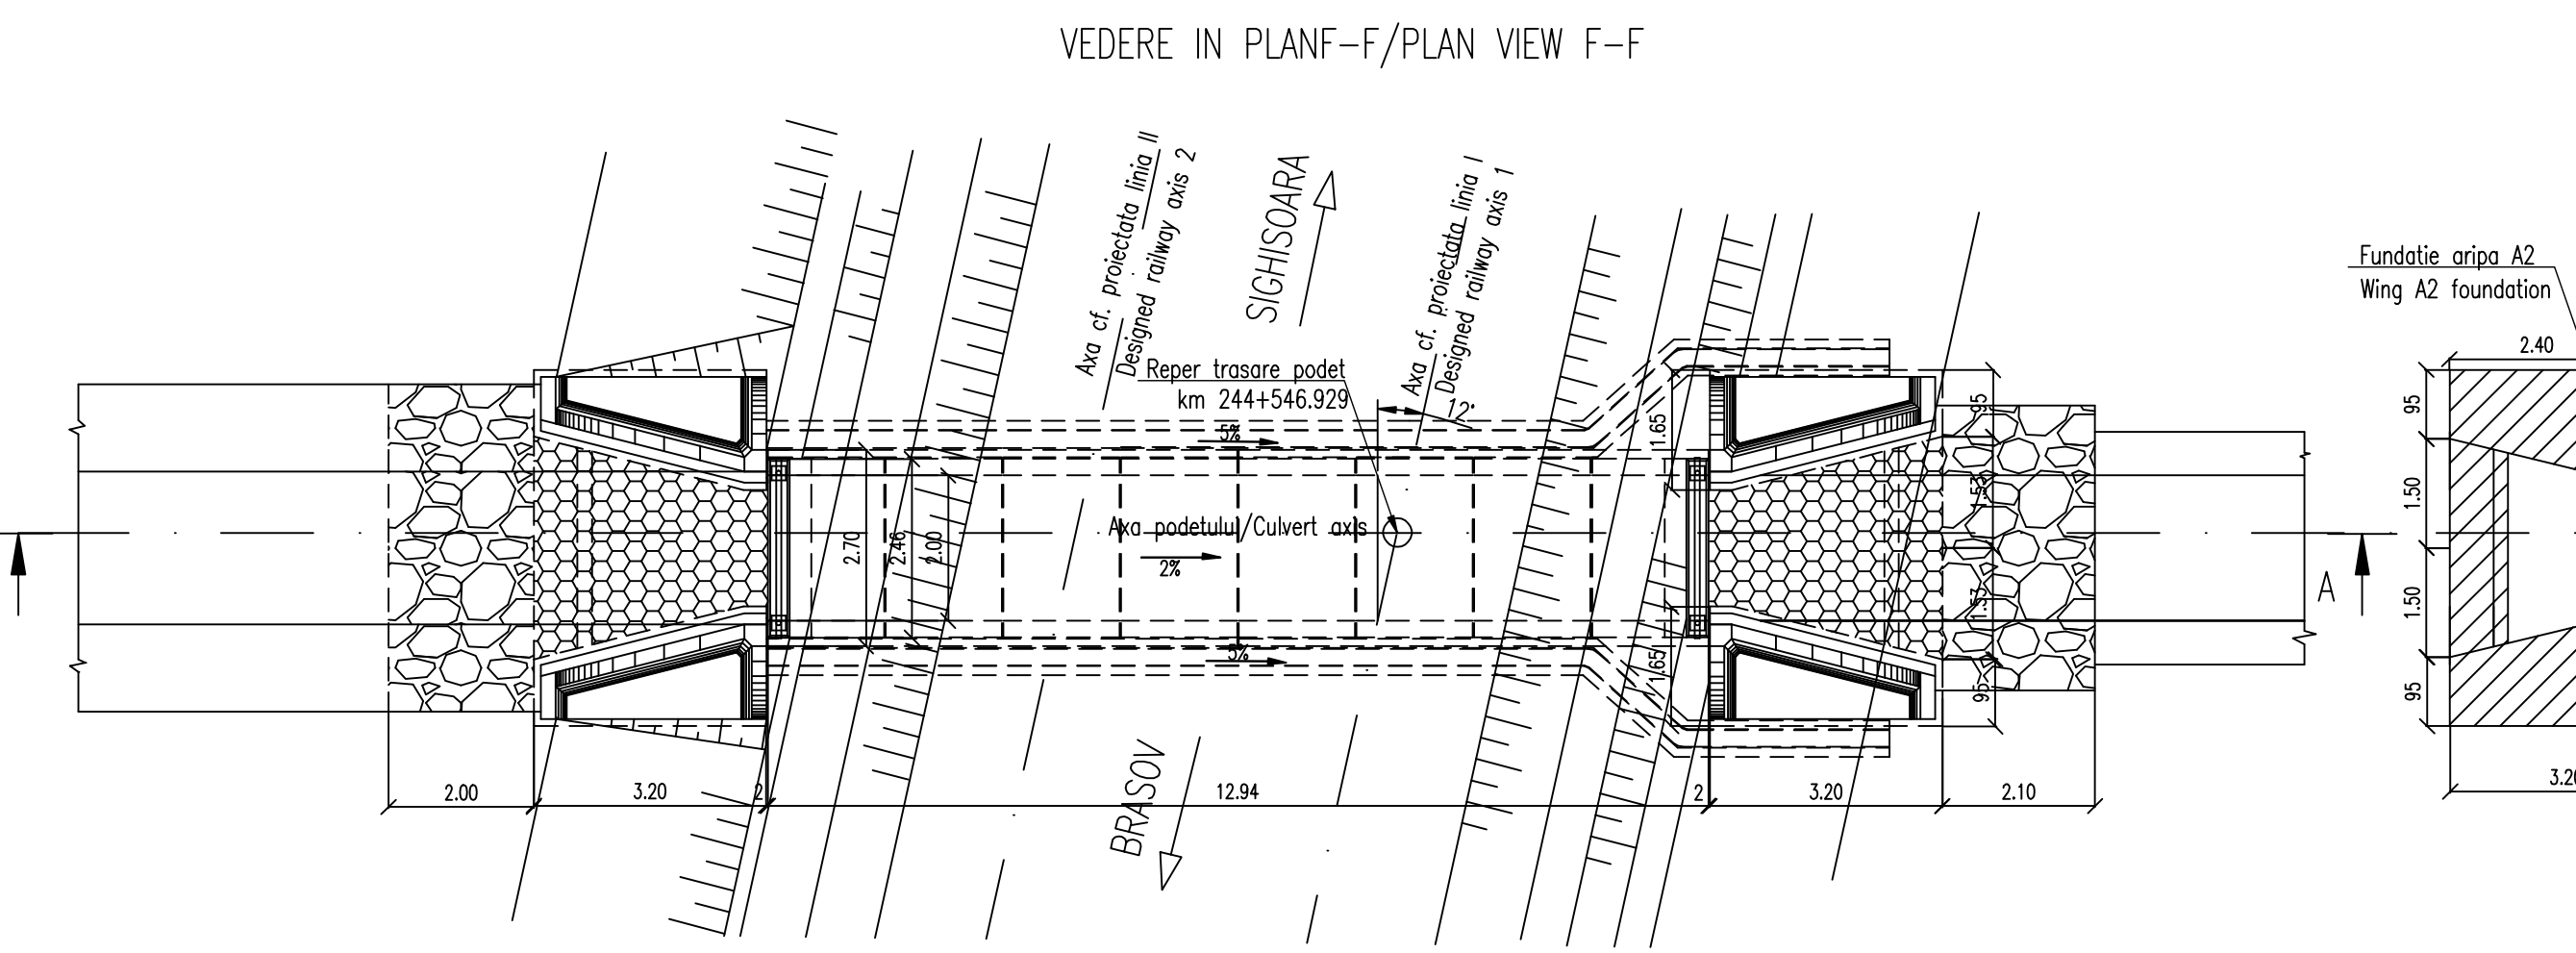 VEDERE IN PLANF-F/PLAN VIEW F-F
Axa cf. proiectata linia II
Designed railway axis 2
SIGHISOARA
Axa cf. proiectata linia I
Designed railway axis 1
Fundatie aripa A2
Wing A2 foundation
2.40
Reper trasare podet
km 244+546.929
12°
5%
1.65
95
95
1.53
1.50
2.70
2.46
2.00
Axa podetului/Culvert axis
2%
A
1.53
1.50
1.65
95
95
2.00
3.20
2
12.94
2
3.20
2.10
BRASOV